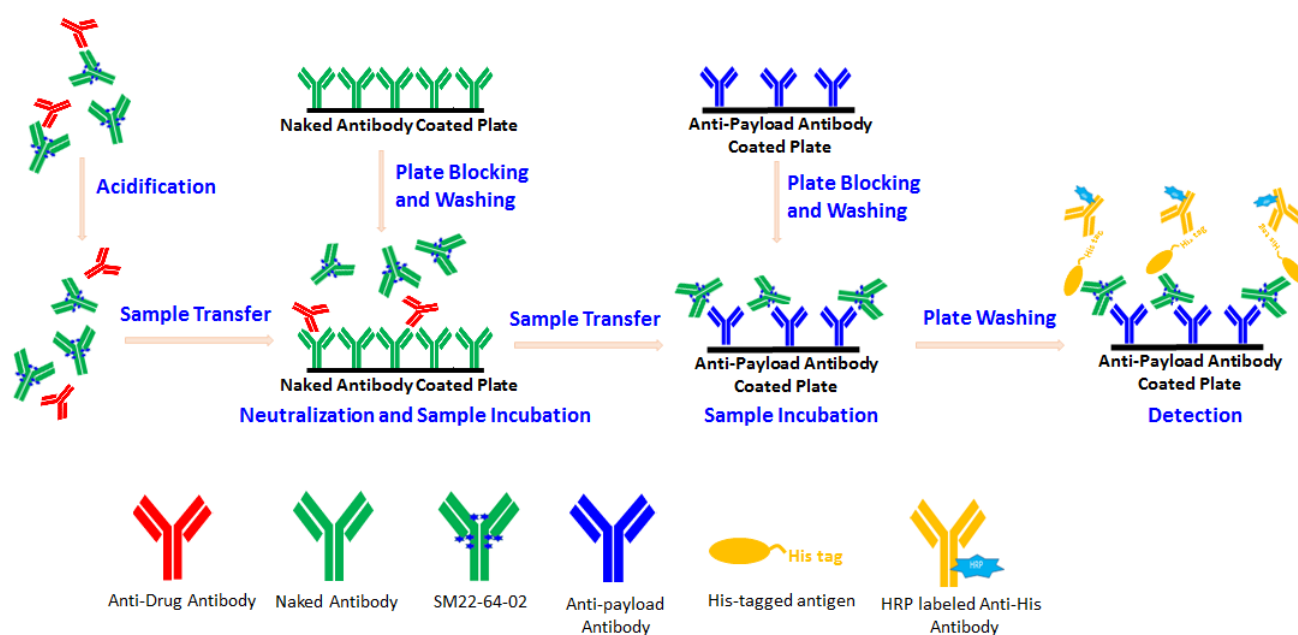 Naked Antibody Coated Plate
Anti-Payload Antibody
Coated Plate
Acidification
Plate Blocking
and Washing
Plate Blocking
and Washing
His tag
His tag
His tag
Sample Transfer
Naked Antibody Coated Plate
Neutralization and Sample Incubation
Sample Transfer
Anti-Payload Antibody
Coated Plate
Sample Incubation
Plate Washing
Anti-Payload Antibody
Coated Plate
Detection
Anti-Drug Antibody
Naked Antibody
SM22-64-02
Anti-payload
Antibody
His tag
His-tagged antigen
HRP
HRP labeled Anti-His
Antibody